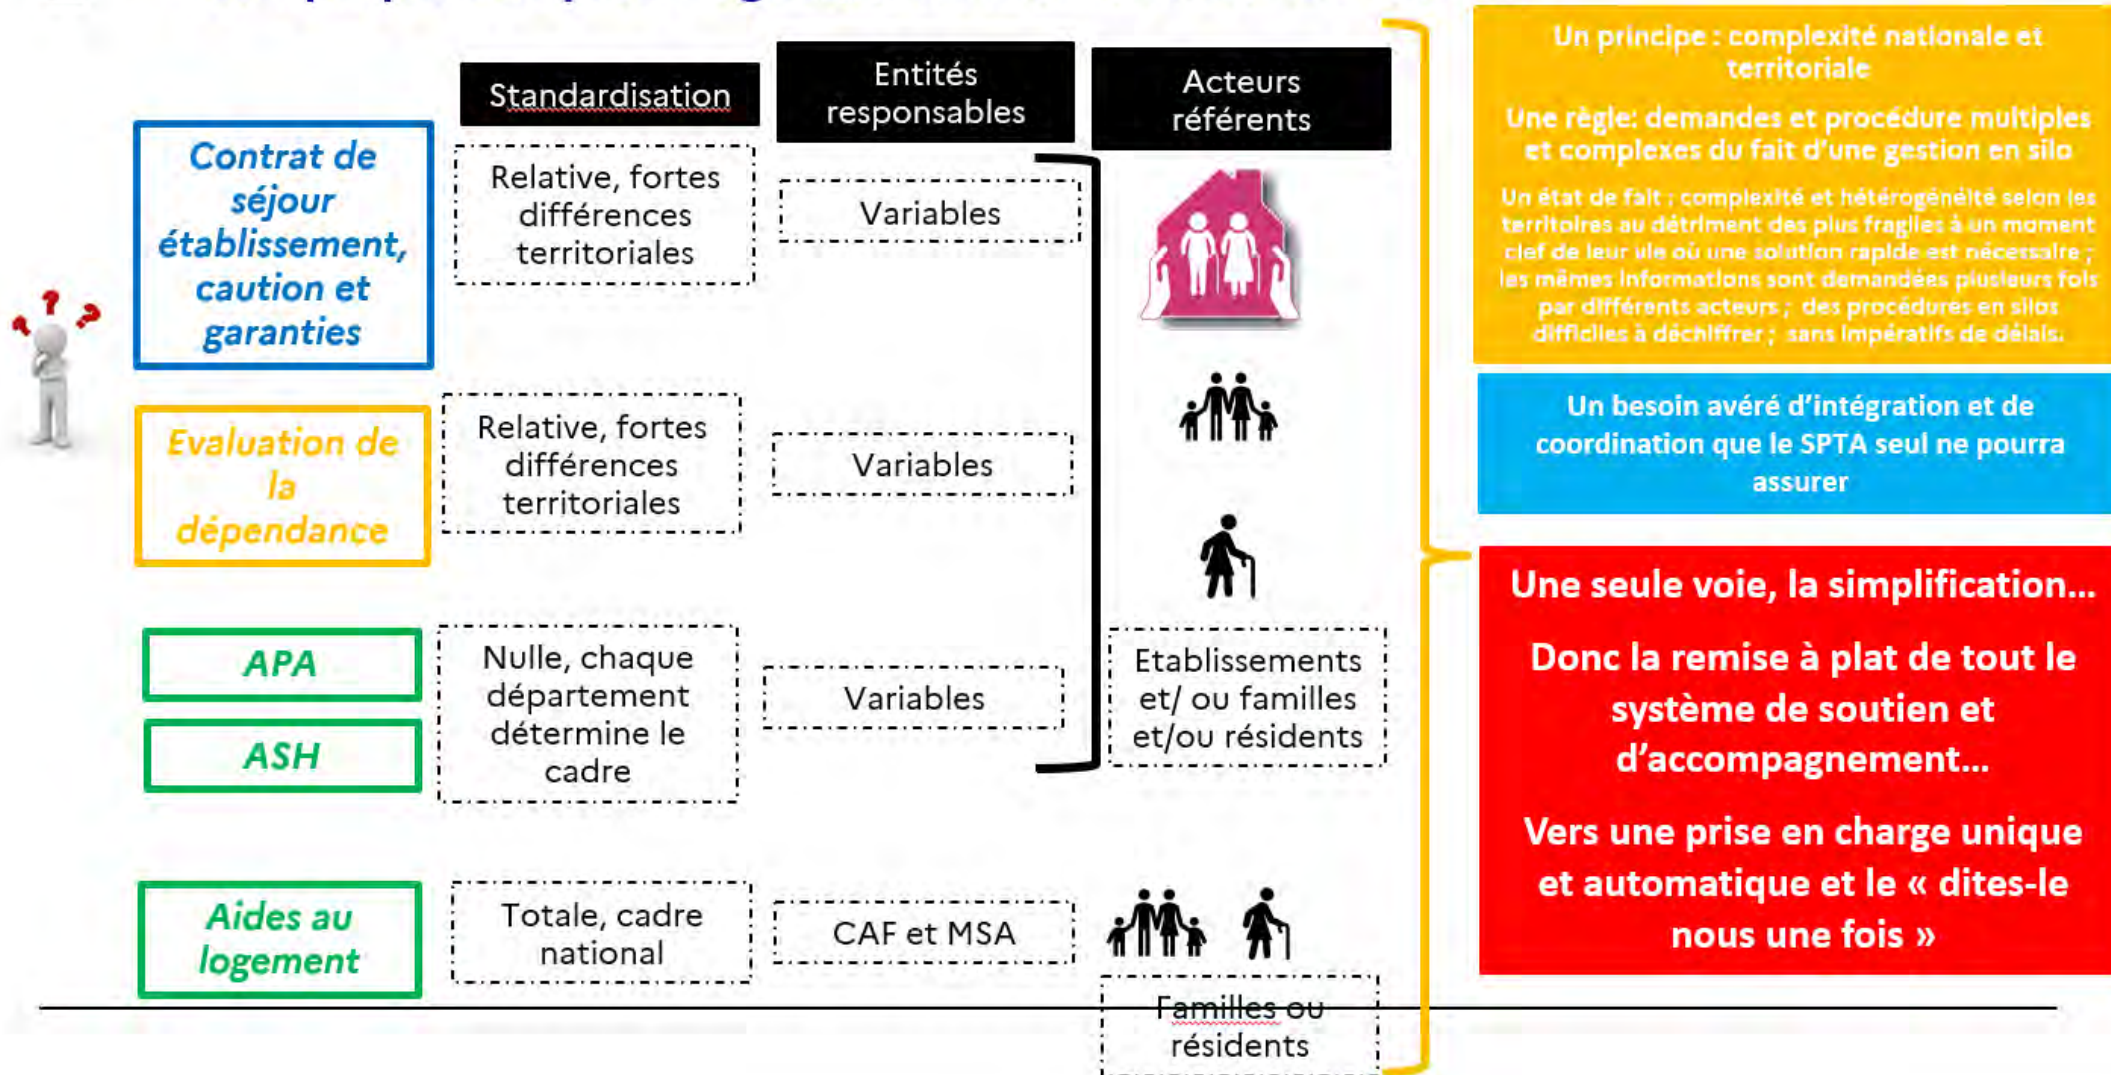 Standardisation
Entités
responsables
Acteurs
référents
Contrat de
séjour
établissement,
caution et
garanties
Relative, fortes
différences
territoriales
Variables
Evaluation de
la
dépendance
Relative, fortes
différences
territoriales
Variables
APA
ASH
Nulle, chaque
département
détermine le
cadre
Variables
Etablissements
et/ ou familles
et/ou résidents
Aides au
logement
Totale, cadre
national
CAF et MSA
Familles ou
résidents
Un principe : complexité nationale et
territoriale
Une règle: demandes et procédure multiples
et complexes du fait d'une gestion en silo
Un état de fait : complexité et hétérogénéité selon les
territoires au détriment des plus fragiles à un moment
clef de leur vie où une solution rapide est nécessaire ;
les mêmes informations sont demandées plusieurs fois
par différents acteurs ; des procédures en silos
difficiles à déchiffrer ; sans impératifs de délais.
Un besoin avéré d'intégration et de
coordination que le SPTA seul ne pourra
assurer
Une seule voie, la simplification...
Donc la remise à plat de tout le
système de soutien et
d'accompagnement...
Vers une prise en charge unique
et automatique et le « dites-le
nous une fois »